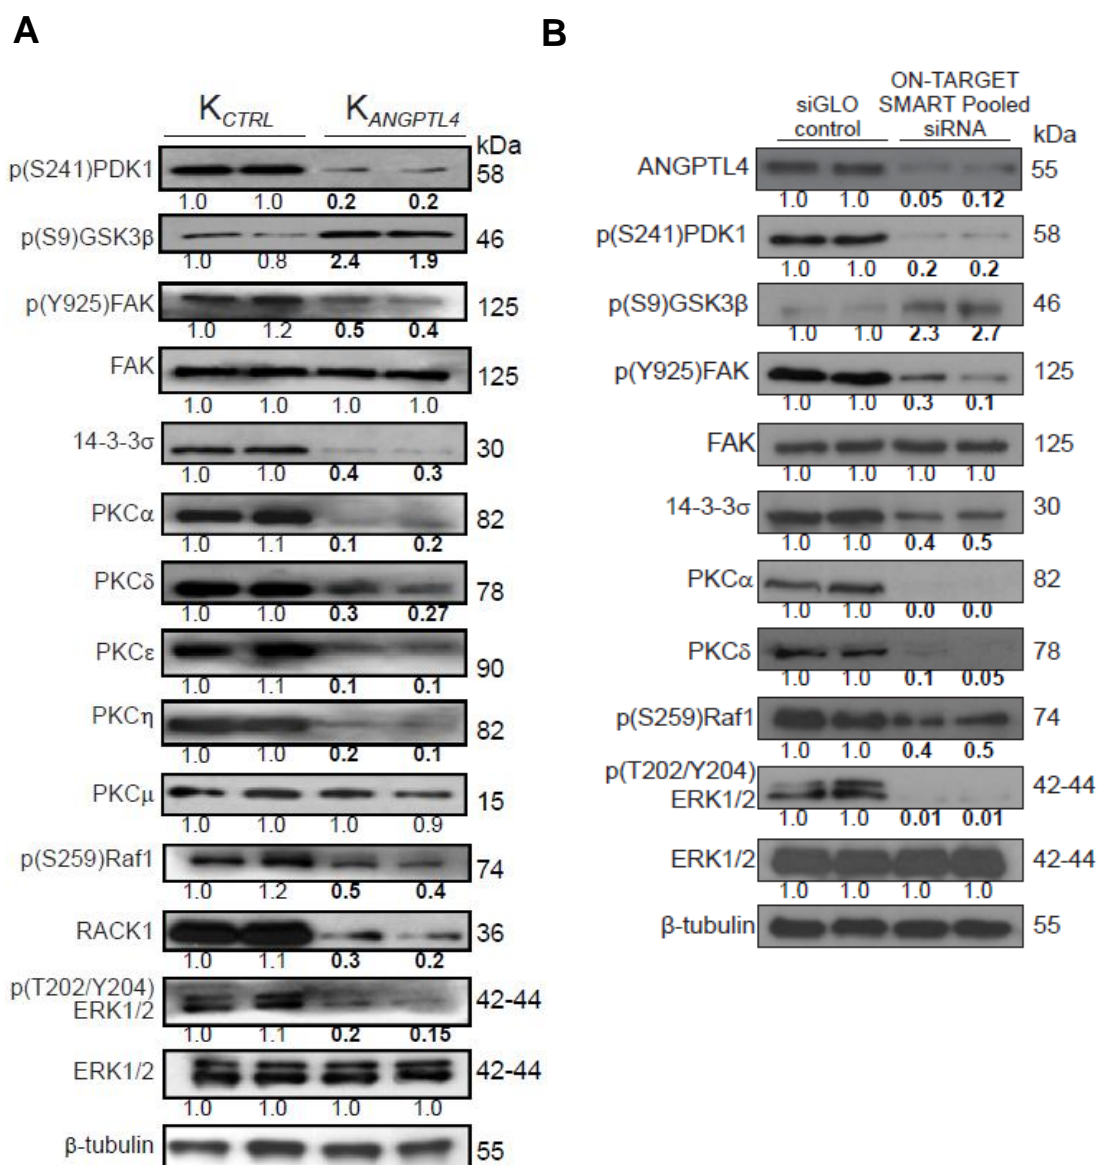 A
K CTRL K ANGPTL4
kDa
p(S241)PDK1 58
1.0 1.0 0.2 0.2
p(S9)GSK3β 46
1.0 0.8 2.4 1.9
p(Y925)FAK 125
1.0 1.2 0.5 0.4
FAK 125
1.0 1.0 1.0 1.0
14-3-3σ 30
1.0 1.0 0.4 0.3
PKCα 82
1.0 1.1 0.1 0.2
PKCδ 78
1.0 1.0 0.3 0.27
PKCε 90
1.0 1.1 0.1 0.1
PKCη 82
1.0 1.0 0.2 0.1
PKCμ 15
1.0 1.0 1.0 0.9
p(S259)Raf1 74
1.0 1.2 0.5 0.4
RACK1 36
1.0 1.1 0.3 0.2
p(T202/Y204)
ERK1/2 42-44
1.0 1.1 0.2 0.15
ERK1/2 42-44
1.0 1.0 1.0 1.0
β-tubulin 55
B
siGLO
control
ON-TARGET
SMART Pooled
siRNA
kDa
ANGPTL4 55
1.0 1.0 0.05 0.12
p(S241)PDK1 58
1.0 1.0 0.2 0.2
p(S9)GSK3β 46
1.0 1.0 2.3 2.7
p(Y925)FAK 125
1.0 1.0 0.3 0.1
FAK 125
1.0 1.0 1.0 1.0
14-3-3σ 30
1.0 1.0 0.4 0.5
PKCα 82
1.0 1.0 0.0 0.0
PKCδ 78
1.0 1.0 0.1 0.05
p(S259)Raf1 74
1.0 1.0 0.4 0.5
p(T202/Y204)
ERK1/2 42-44
1.0 1.0 0.01 0.01
ERK1/2 42-44
1.0 1.0 1.0 1.0
β-tubulin 55